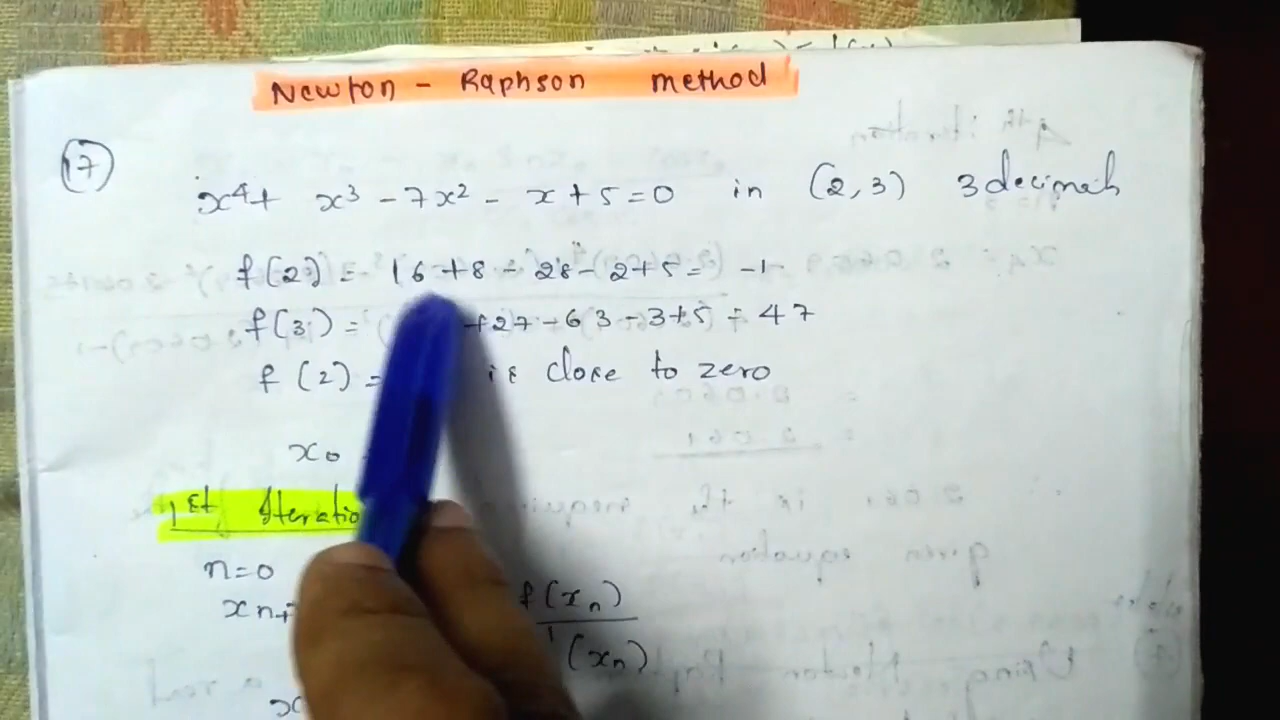 Newton - Raphson method
17
x⁴ + x³ - 7x² - x + 5 = 0 in (2, 3) 3 decimals
f(2) = 16 + 8 - 28 - 2 + 5 = -1
f(3) = + 27 - 63 - 3 + 5 = 47
f(2) = is close to zero
x₀
1st Iteratio
n = 0
xn+ f(xn)
'(xn)
x